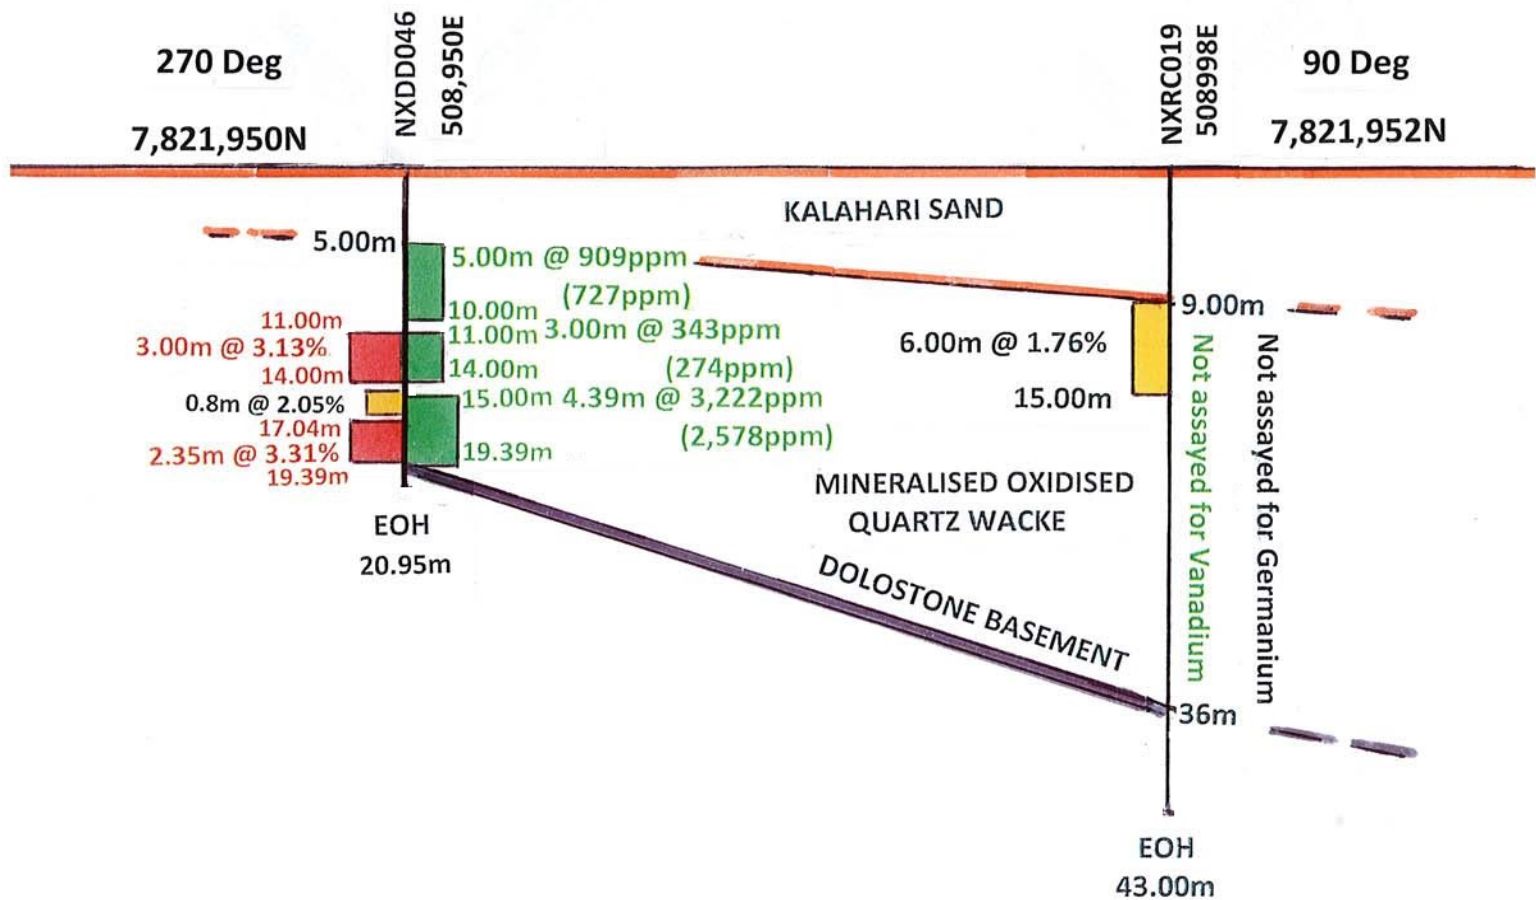 270 Deg
7,821,950N
NXDD046
508,950E
NXRC019
508998E
90 Deg
7,821,952N
KALAHARI SAND
5.00m
5.00m @ 909ppm
(727ppm)
10.00m
11.00m
3.00m @ 3.13%
14.00m
11.00m 3.00m @ 343ppm
14.00m
(274ppm)
0.8m @ 2.05%
15.00m 4.39m @ 3,222ppm
(2,578ppm)
17.04m
2.35m @ 3.31%
19.39m
19.39m
EOH
20.95m
9.00m
6.00m @ 1.76%
15.00m
MINERALISED OXIDISED
QUARTZ WACKE
DOLOSTONE BASEMENT
Not assayed for Vanadium
Not assayed for Germanium
36m
EOH
43.00m